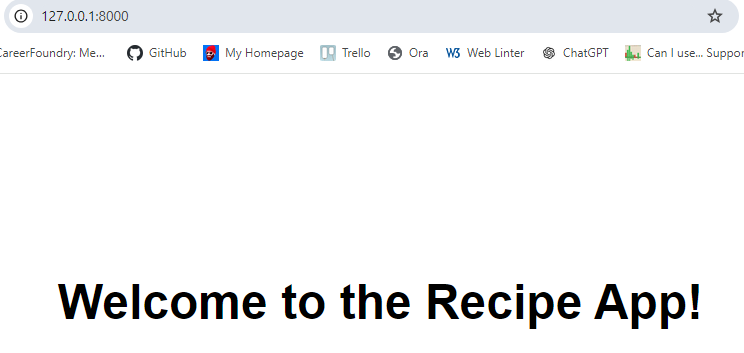 127.0.0.1:8000
CareerFoundry: Me... GitHub My Homepage Trello Ora W3 Web Linter ChatGPT Can I use... Suppor
Welcome to the Recipe App!